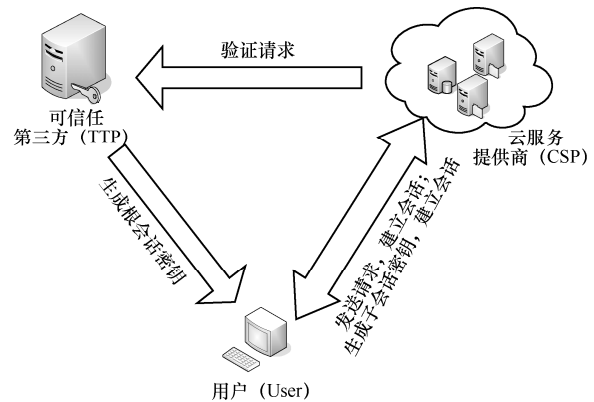 验证请求
可信任
第三方（TTP）
云服务
提供商（CSP）
生成根会话密钥
发送请求，建立会话；
生成子会话密钥，建立会话
用户（User）